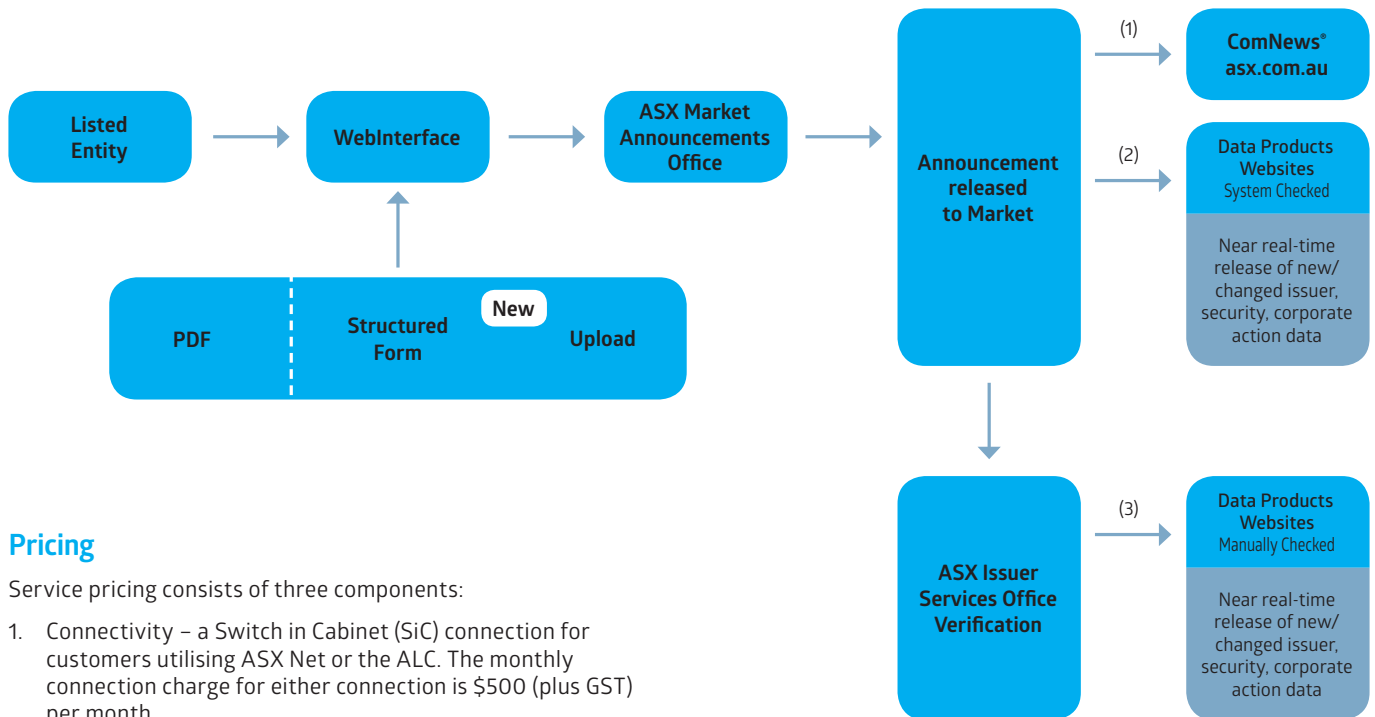 Listed
Entity
WebInterface
ASX Market
Announcements
Office
Announcement
released
to Market
(1)
ComNews®
asx.com.au
(2)
Data Products
Websites
System Checked
Near real-time
release of new/
changed issuer,
security, corporate
action data
PDF
Structured
Form
New
Upload
ASX Issuer
Services Office
Verification
(3)
Data Products
Websites
Manually Checked
Near real-time
release of new/
changed issuer,
security, corporate
action data
Pricing
Service pricing consists of three components:
1. Connectivity – a Switch in Cabinet (SiC) connection for
customers utilising ASX Net or the ALC. The monthly
connection charge for either connection is $500 (plus GST)
per month